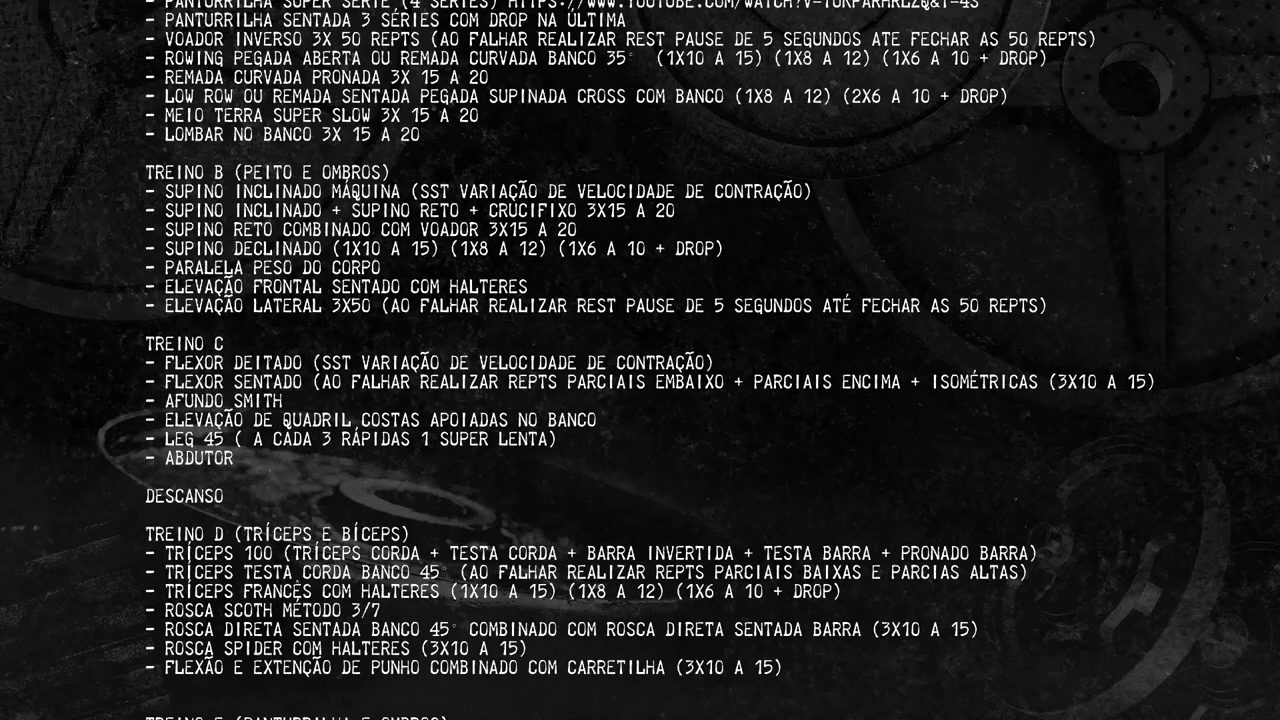 - PANTURRILHA SUPER SÉRIE (4 SÉRIES)
- PANTURRILHA SENTADA 3 SÉRIES COM DROP NA ÚLTIMA
- VOADOR INVERSO 3X 50 REPTS (AO FALHAR REALIZAR REST PAUSE DE 5 SEGUNDOS ATE FECHAR AS 50 REPTS)
- ROWING PEGADA ABERTA OU REMADA CURVADA BANCO 35° (1X10 A 15) (1X8 A 12) (1X6 A 10 + DROP)
- REMADA CURVADA PRONADA 3X 15 A 20
- LOW ROW OU REMADA SENTADA PEGADA SUPINADA CROSS COM BANCO (1X8 A 12) (2X6 A 10 + DROP)
- MEIO TERRA SUPER SLOW 3X 15 A 20
- LOMBAR NO BANCO 3X 15 A 20
TREINO B (PEITO E OMBROS)
- SUPINO INCLINADO MÁQUINA (SST VARIAÇÃO DE VELOCIDADE DE CONTRAÇÃO)
- SUPINO INCLINADO + SUPINO RETO + CRUCIFIXO 3X15 A 20
- SUPINO RETO COMBINADO COM VOADOR 3X15 A 20
- SUPINO DECLINADO (1X10 A 15) (1X8 A 12) (1X6 A 10 + DROP)
- PARALELA PESO DO CORPO
- ELEVAÇÃO FRONTAL SENTADO COM HALTERES
- ELEVAÇÃO LATERAL 3X50 (AO FALHAR REALIZAR REST PAUSE DE 5 SEGUNDOS ATÉ FECHAR AS 50 REPTS)
TREINO C
- FLEXOR DEITADO (SST VARIAÇÃO DE VELOCIDADE DE CONTRAÇÃO)
- FLEXOR SENTADO (AO FALHAR REALIZAR REPTS PARCIAIS EMBAIXO + PARCIAIS ENCIMA + ISOMÉTRICAS (3X10 A 15)
- AFUNDO SMITH
- ELEVAÇÃO DE QUADRIL COSTAS APOIADAS NO BANCO
- LEG 45 ( A CADA 3 RÁPIDAS 1 SUPER LENTA)
- ABDUTOR
DESCANSO
TREINO D (TRÍCEPS E BÍCEPS)
- TRÍCEPS 100 (TRÍCEPS CORDA + TESTA CORDA + BARRA INVERTIDA + TESTA BARRA + PRONADO BARRA)
- TRÍCEPS TESTA CORDA BANCO 45° (AO FALHAR REALIZAR REPTS PARCIAIS BAIXAS E PARCIAS ALTAS)
- TRÍCEPS FRANCÊS COM HALTERES (1X10 A 15) (1X8 A 12) (1X6 A 10 + DROP)
- ROSCA SCOTH MÉTODO 3/7
- ROSCA DIRETA SENTADA BANCO 45° COMBINADO COM ROSCA DIRETA SENTADA BARRA (3X10 A 15)
- ROSCA SPIDER COM HALTERES (3X10 A 15)
- FLEXÃO E EXTENÇÃO DE PUNHO COMBINADO COM CARRETILHA (3X10 A 15)